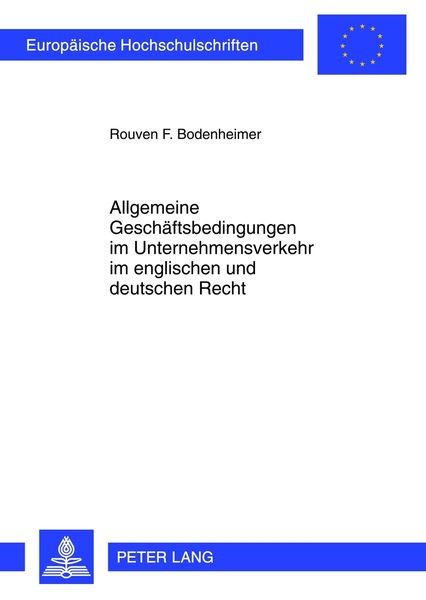 Europäische Hochschulschriften
Rouven F. Bodenheimer
Allgemeine
Geschäftsbedingungen
im Unternehmensverkehr
im englischen und
deutschen Recht
PETER LANG